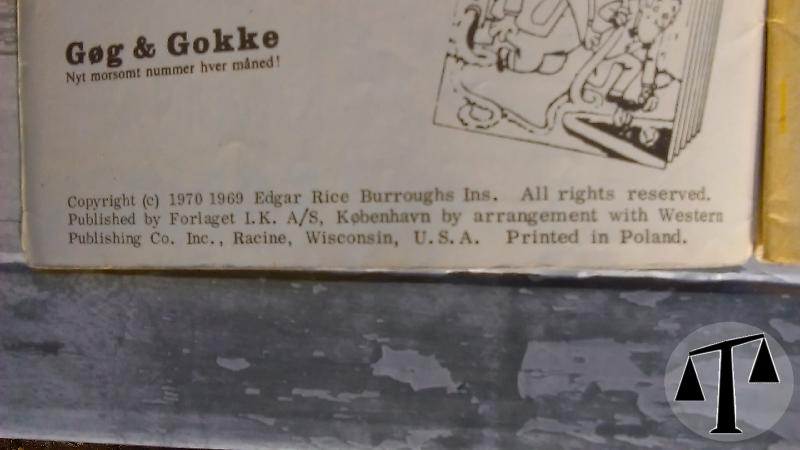 Gøg & Gokke
Nyt morsomt nummer hver måned!
Copyright (c) 1970 1969 Edgar Rice Burroughs Ins. All rights reserved.
Published by Forlaget I.K. A/S, København by arrangement with Western
Publishing Co. Inc., Racine, Wisconsin, U.S.A. Printed in Poland.